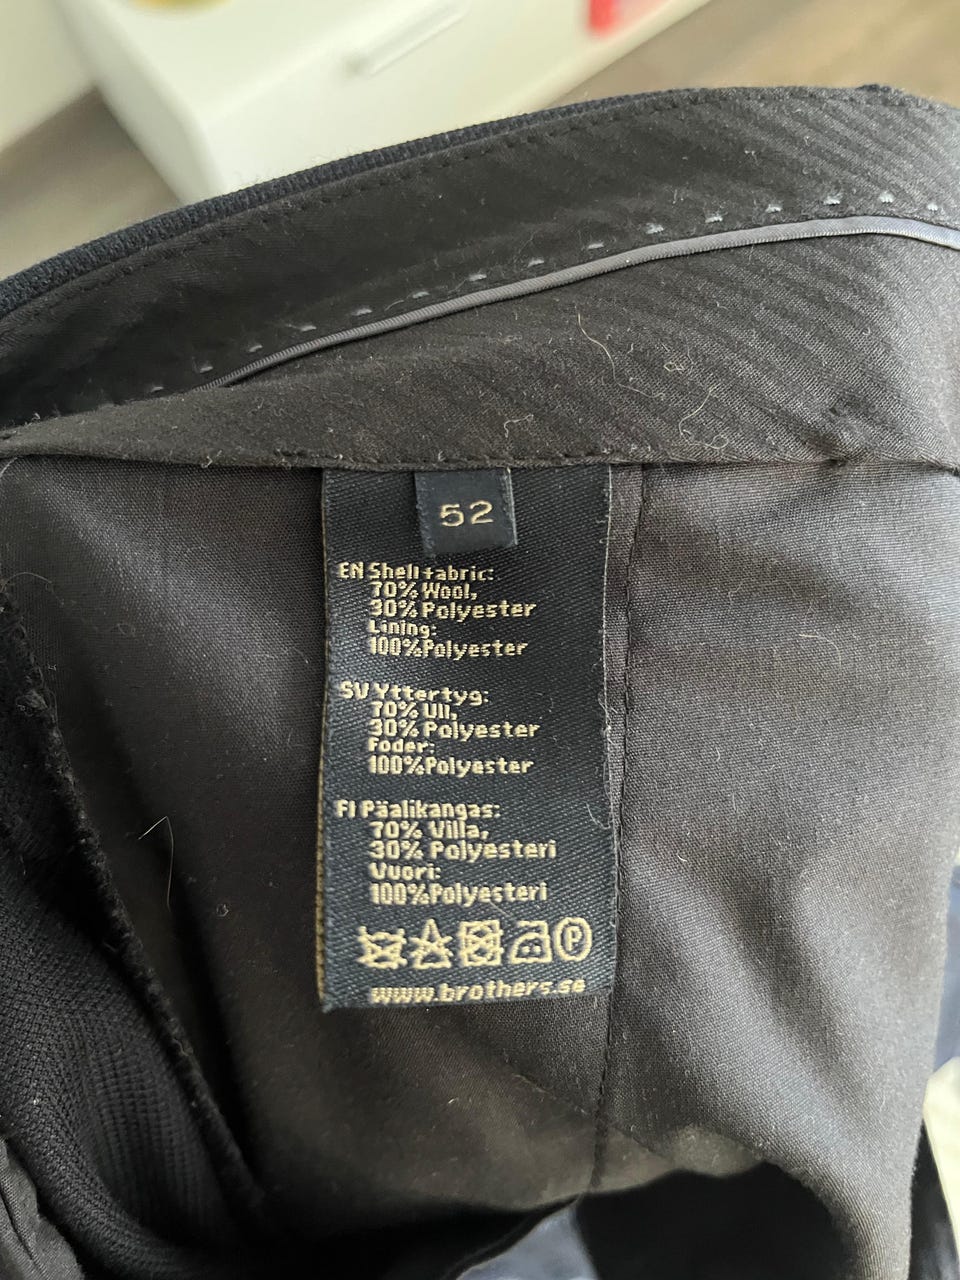 52
EN Shell fabric:
70% Wool,
30% Polyester
Lining:
100%Polyester
SV Yttertyg:
70% Ull,
30% Polyester
Foder:
100%Polyester
FI Päalikangas:
70% Villa,
30% Polyesteri
Vuori:
100%Polyesteri
P
www.brothers.se